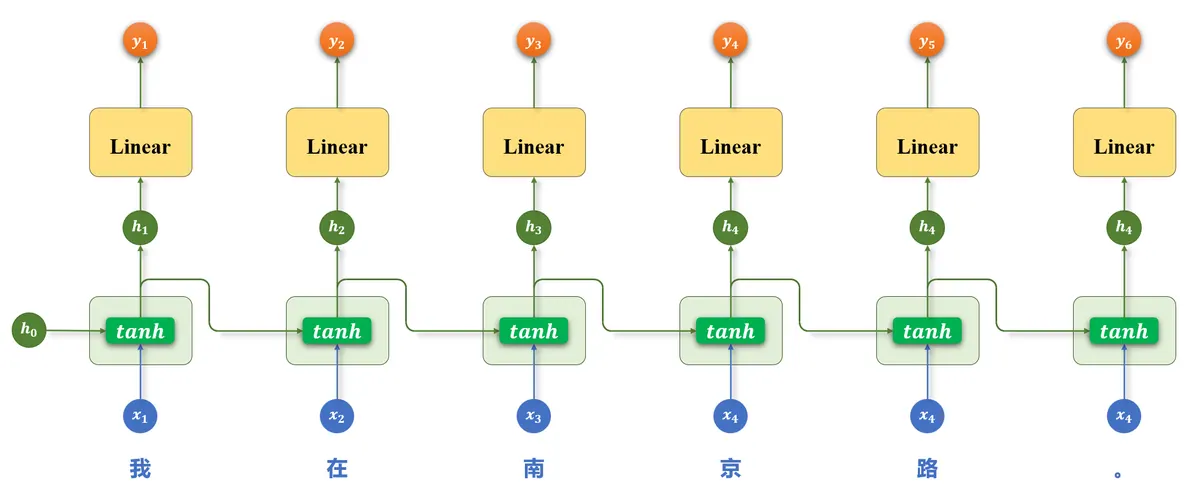 y₁ y₂ y₃ y₄ y₅ y₆
Linear Linear Linear Linear Linear Linear
h₁ h₂ h₃ h₄ h₄ h₄
h₀ tanh tanh tanh tanh tanh tanh
x₁ x₂ x₃ x₄ x₄ x₄
我 在 南 京 路 。